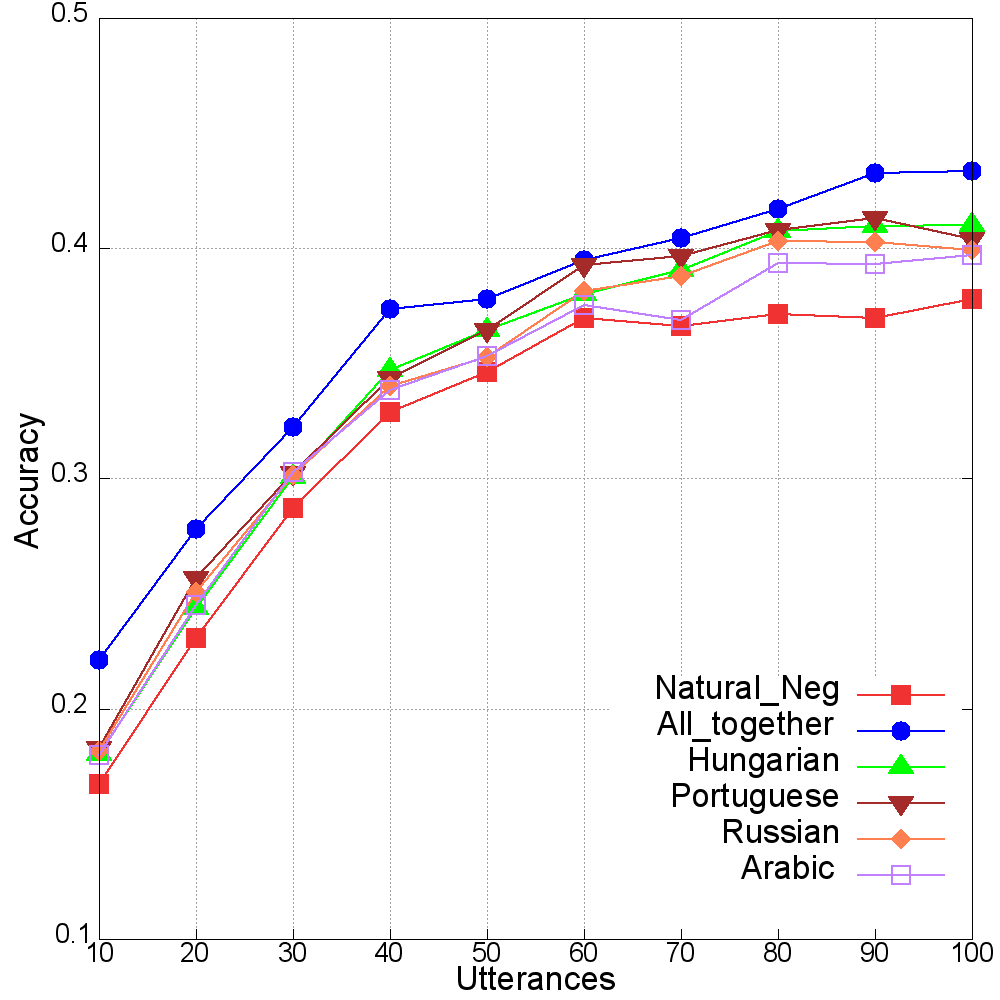 0.5
0.4
0.3
0.2
0.1
Accuracy
Natural_Neg
All_together
Hungarian
Portuguese
Russian
Arabic
10 20 30 40 50 60 70 80 90 100
Utterances